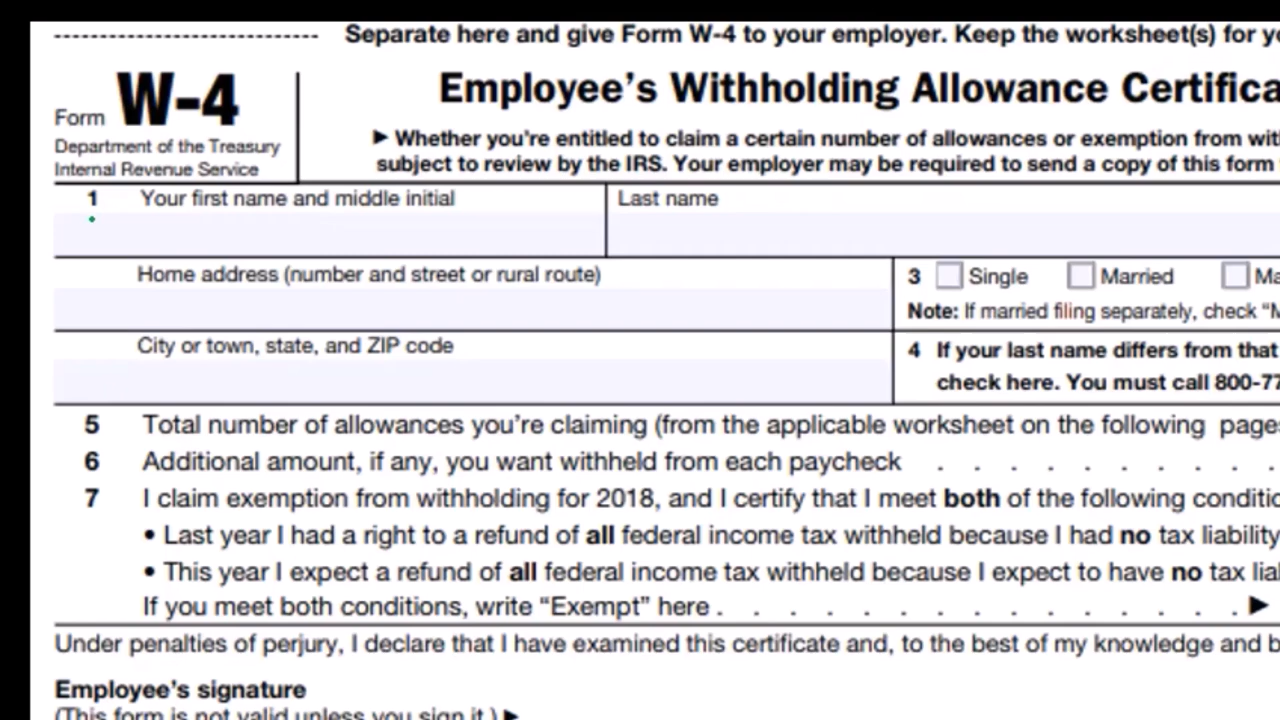 Separate here and give Form W-4 to your employer. Keep the worksheet(s) for
Form W-4
Employee’s Withholding Allowance
Department of the Treasury
Internal Revenue Service
▶ Whether you’re entitled to claim a certain number of allowances or exemption from
subject to review by the IRS. Your employer may be required to send a copy of this form
1 Your first name and middle initial
Last name
Home address (number and street or rural route)
3 Single Married
Note: If married filing separately, check
City or town, state, and ZIP code
4 If your last name differs from that
check here. You must call 800-77
5 Total number of allowances you’re claiming (from the applicable worksheet on the following
6 Additional amount, if any, you want withheld from each paycheck . . . . . . . . . .
7 I claim exemption from withholding for 2018, and I certify that I meet both of the following
• Last year I had a right to a refund of all federal income tax withheld because I had no tax liability
• This year I expect a refund of all federal income tax withheld because I expect to have no tax
If you meet both conditions, write “Exempt” here . . . . . . . . . . . . . . . ▶
Under penalties of perjury, I declare that I have examined this certificate and, to the best of my knowledge and
Employee’s signature
(This form is not valid unless you sign it.) ▶